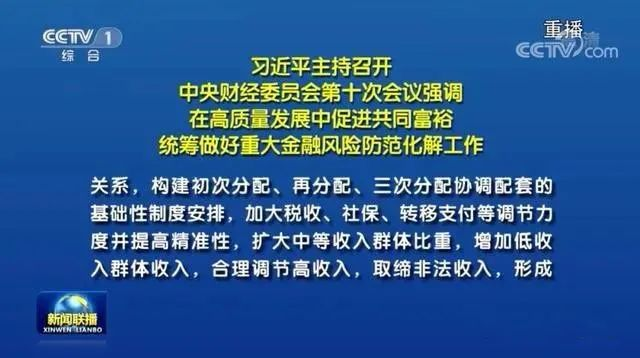 CCTV 1
综合
重播
CCTV.com
习近平主持召开
中央财经委员会第十次会议强调
在高质量发展中促进共同富裕
统筹做好重大金融风险防范化解工作
关系，构建初次分配、再分配、三次分配协调配套的
基础性制度安排，加大税收、社保、转移支付等调节力
度并提高精准性，扩大中等收入群体比重，增加低收
入群体收入，合理调节高收入，取缔非法收入，形成
新闻联播
XINWEN LIANBO